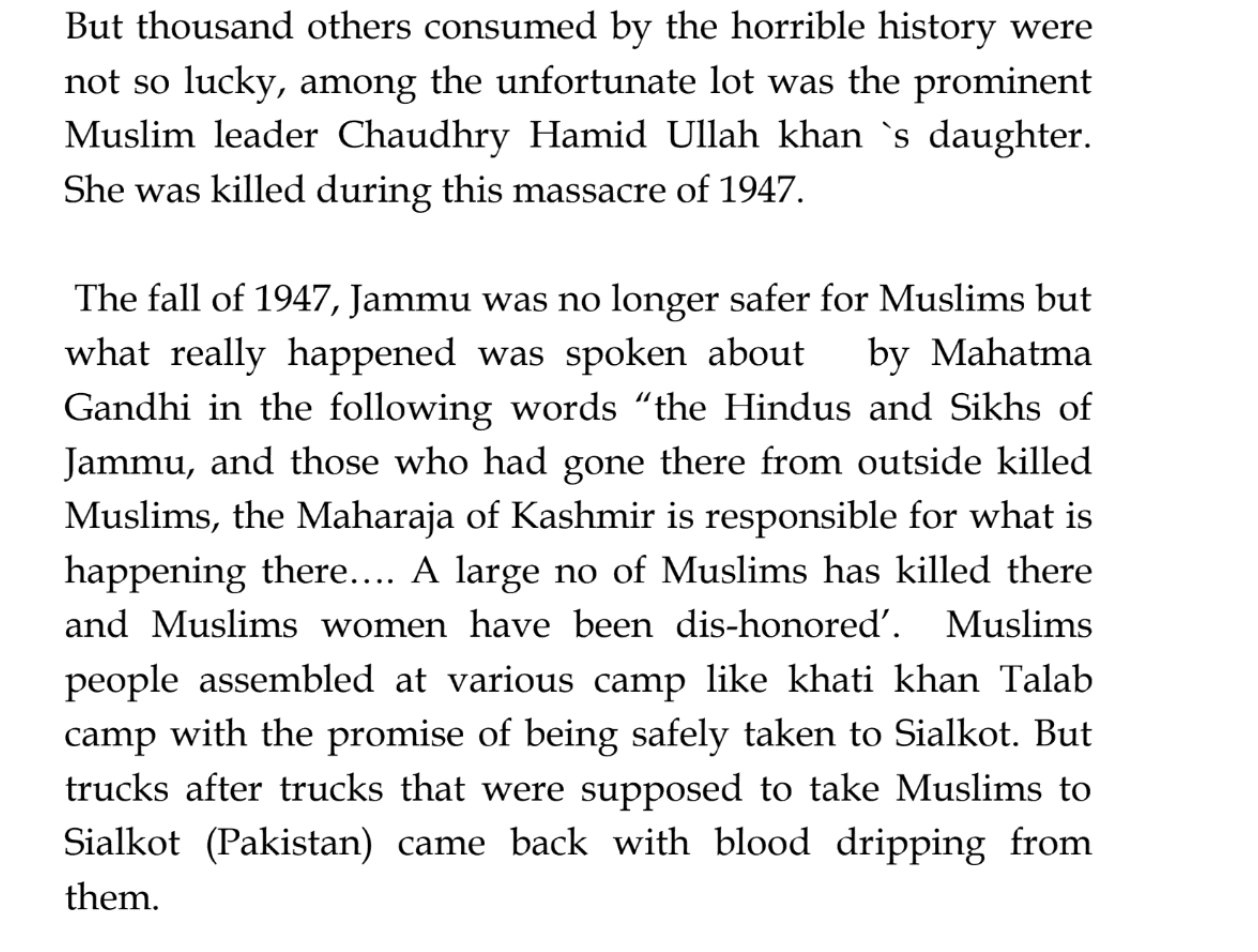 But thousand others consumed by the horrible history were
not so lucky, among the unfortunate lot was the prominent
Muslim leader Chaudhry Hamid Ullah khan `s daughter.
She was killed during this massacre of 1947.
The fall of 1947, Jammu was no longer safer for Muslims but
what really happened was spoken about by Mahatma
Gandhi in the following words “the Hindus and Sikhs of
Jammu, and those who had gone there from outside killed
Muslims, the Maharaja of Kashmir is responsible for what is
happening there…. A large no of Muslims has killed there
and Muslims women have been dis-honored’. Muslims
people assembled at various camp like khati khan Talab
camp with the promise of being safely taken to Sialkot. But
trucks after trucks that were supposed to take Muslims to
Sialkot (Pakistan) came back with blood dripping from
them.